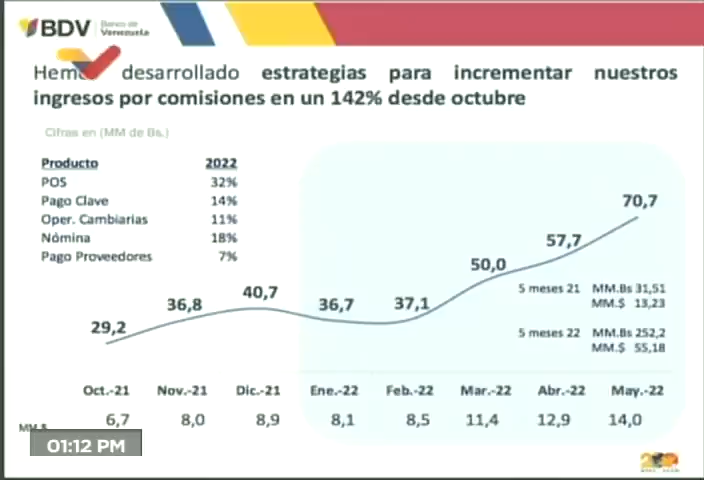 BDV Banco de
Venezuela
desarrollado estrategias para incrementar nuestros
ingresos por comisiones en un 142% desde octubre
Cifras en (MM de Bs.)
Producto 2022
POS 32%
Pago Clave 14%
Oper. Cambiarias 11%
Nómina 18%
Pago Proveedores 7%
29,2 36,8 40,7 36,7 37,1 50,0 57,7 70,7
5 meses 21 MM.Bs 31,51
MM.$ 13,23
5 meses 22 MM.Bs 252,2
MM.$ 55,18
Oct.-21 Nov.-21 Dic.-21 Ene.-22 Feb.-22 Mar.-22 Abr.-22 May.-22
6,7 8,0 8,9 8,1 8,5 11,4 12,9 14,0
01:12 PM